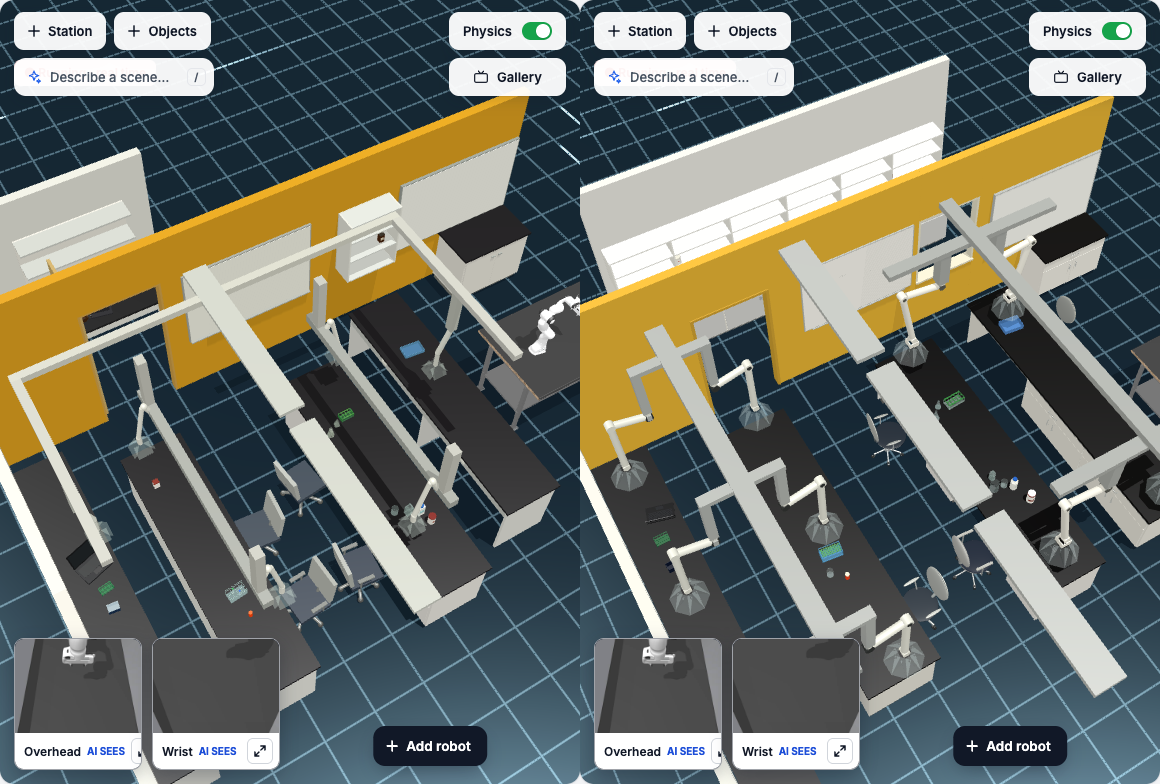 Station
Objects
Physics
Describe a scene...
/
Gallery
Overhead AI SEES
Wrist AI SEES
Add robot
Station
Objects
Physics
Describe a scene...
/
Gallery
Overhead AI SEES
Wrist AI SEES
Add robot